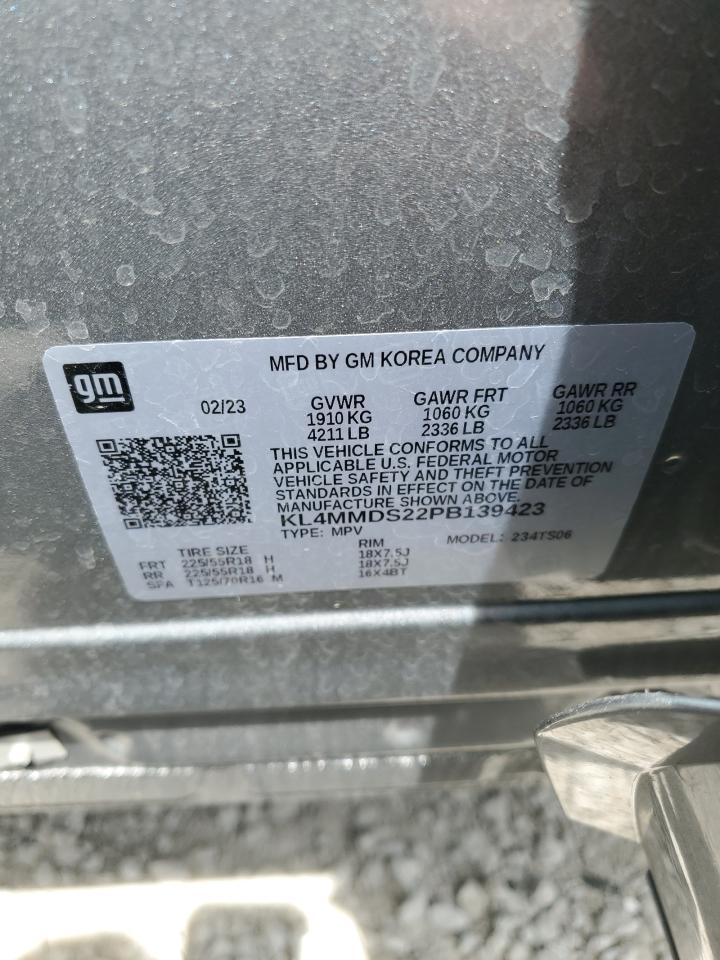 gm
MFD BY GM KOREA COMPANY
02/23
GVWR
1910 KG
4211 LB
GAWR FRT
1060 KG
2336 LB
GAWR RR
1060 KG
2336 LB
THIS VEHICLE CONFORMS TO ALL
APPLICABLE U.S. FEDERAL MOTOR
VEHICLE SAFETY AND THEFT PREVENTION
STANDARDS IN EFFECT ON THE DATE OF
MANUFACTURE SHOWN ABOVE.
KL4MMDS22PB139423
TYPE: MPV
MODEL: 234TS06
TIRE SIZE RIM
FRT 225/55R18 H 18X7.5J
RR 225/55R18 H 18X7.5J
SPA T125/70R16 M 16X4BT